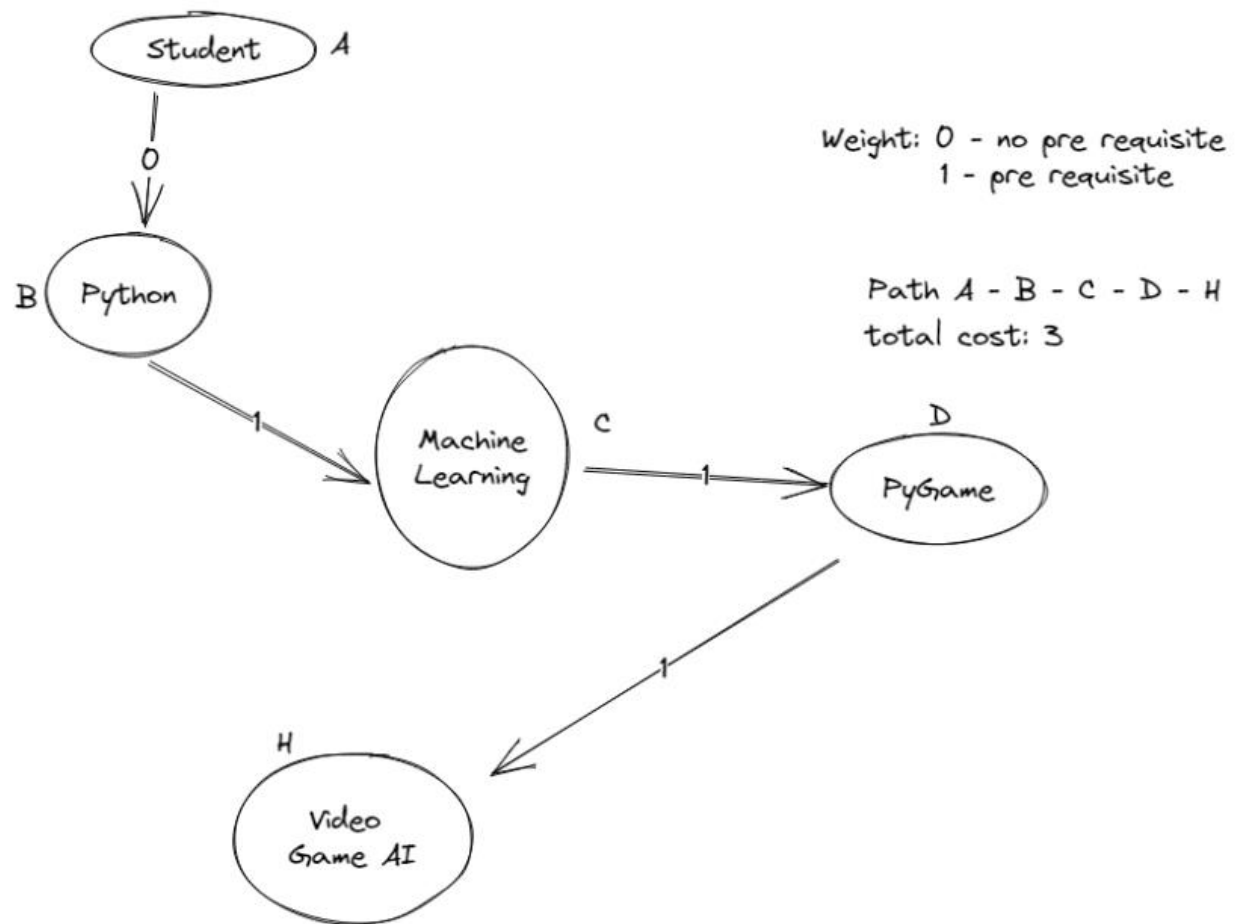 Student
A
0
Weight: 0 - no pre requisite
1 - pre requisite
B
Python
Path A - B - C - D - H
total cost: 3
1
Machine
Learning
C
1
D
PyGame
1
H
Video
Game AI